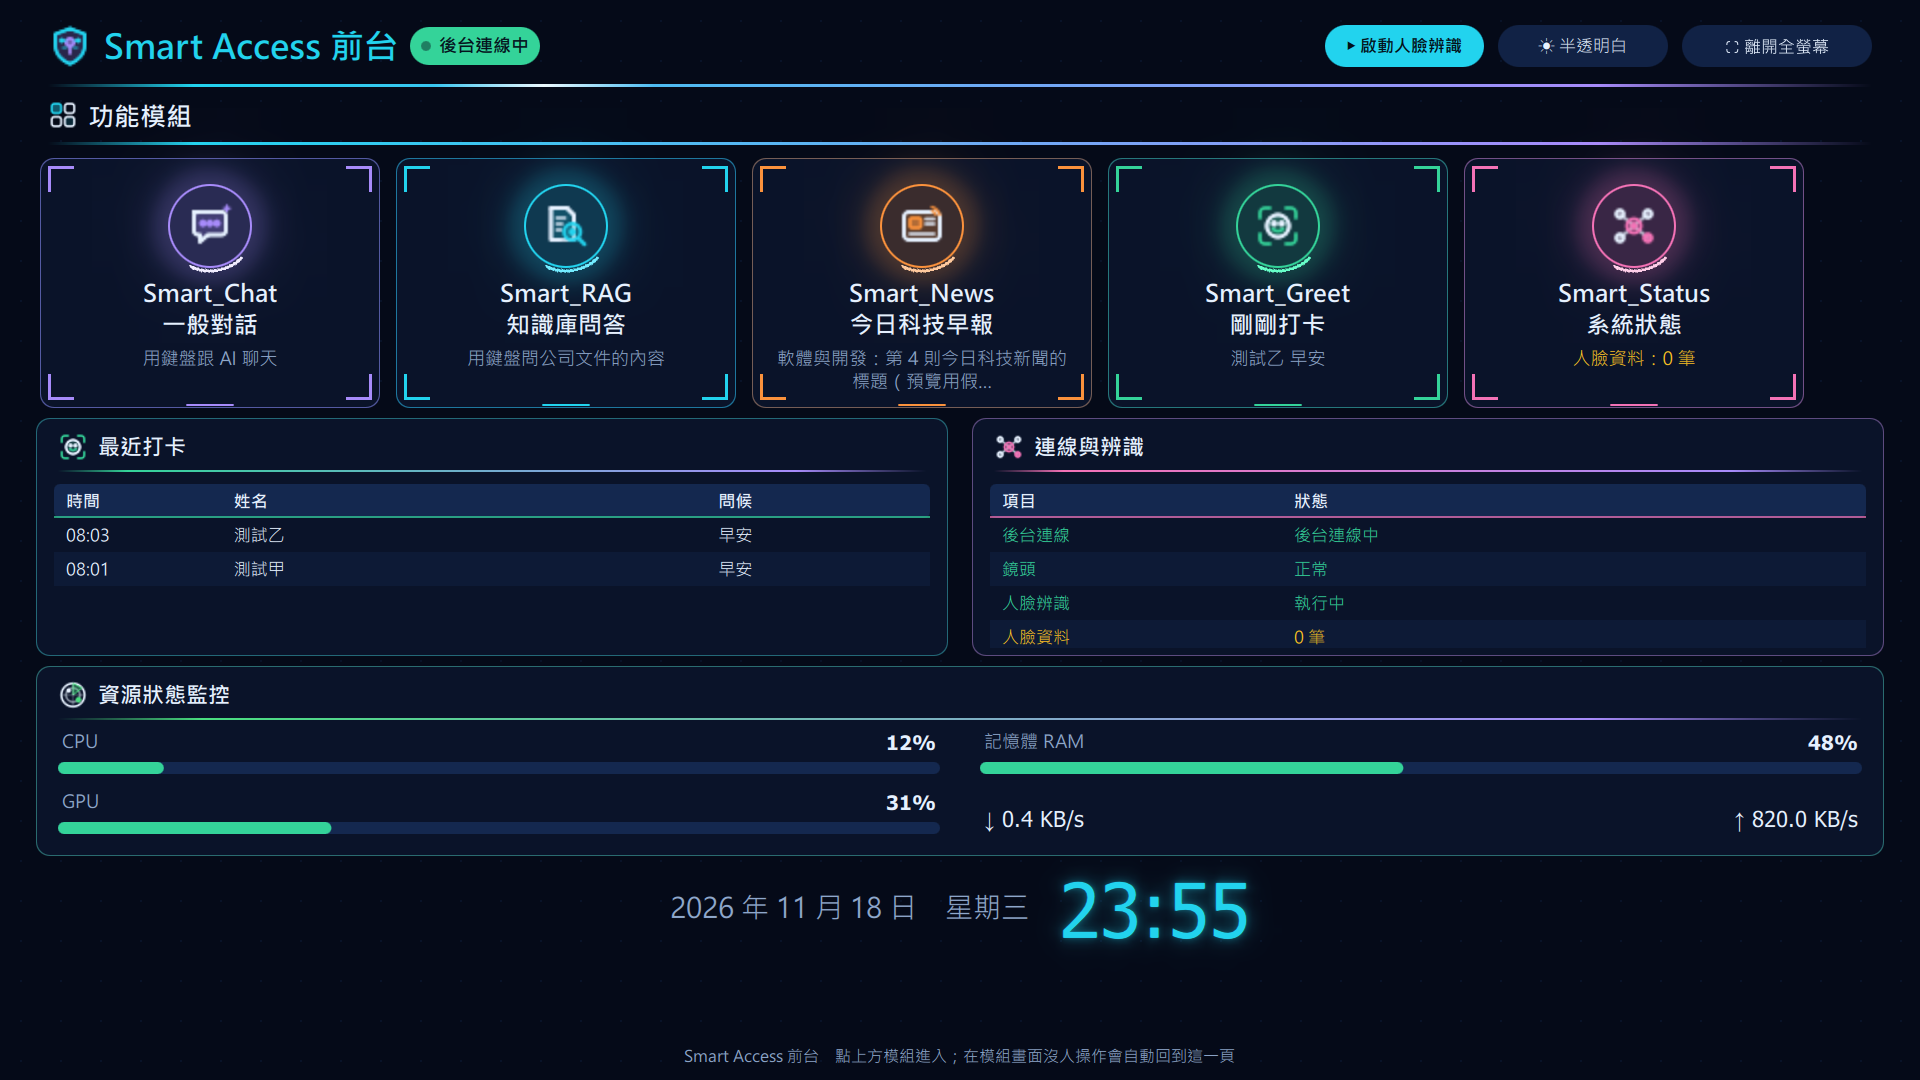 Smart Access 前台
後台連線中
啟動人臉辨識
半透明白
離開全螢幕
功能模組
Smart_Chat
一般對話
用鍵盤跟 AI 聊天
Smart_RAG
知識庫問答
用鍵盤問公司文件的內容
Smart_News
今日科技早報
軟體與開發：第 4 則今日科技新聞的
標題（預覽用假...
Smart_Greet
剛剛打卡
測試乙 早安
Smart_Status
系統狀態
人臉資料：0 筆
最近打卡
時間 姓名 問候
08:03 測試乙 早安
08:01 測試甲 早安
連線與辨識
項目 狀態
後台連線 後台連線中
鏡頭 正常
人臉辨識 執行中
人臉資料 0 筆
資源狀態監控
CPU 12%
記憶體 RAM 48%
GPU 31%
↓ 0.4 KB/s ↑ 820.0 KB/s
2026 年 11 月 18 日 星期三 23:55
Smart Access 前台 點上方模組進入；在模組畫面沒人操作會自動回到這一頁